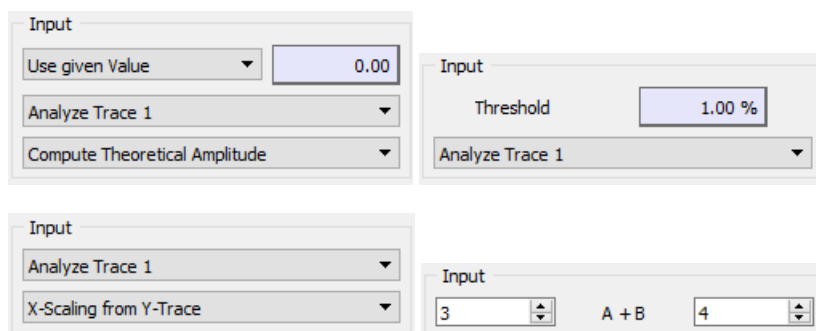 Input
Use given Value 0.00
Analyze Trace 1
Compute Theoretical Amplitude
Input
Threshold 1.00 %
Analyze Trace 1
Input
Analyze Trace 1
X-Scaling from Y-Trace
Input
3 A + B 4